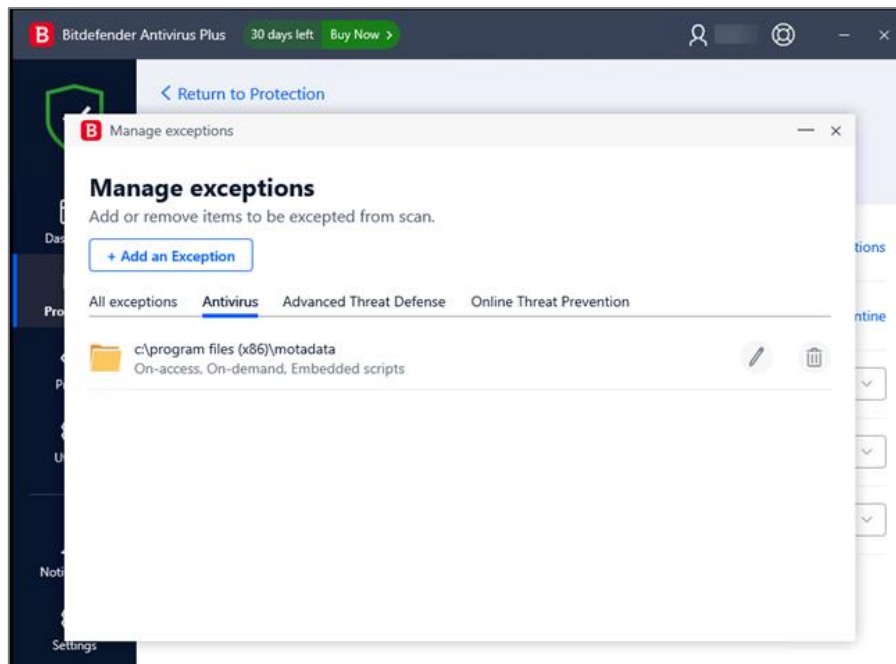 B Bitdefender Antivirus Plus 30 days left Buy Now >
Return to Protection
B Manage exceptions
Manage exceptions
Add or remove items to be excepted from scan.
+ Add an Exception
All exceptions Antivirus Advanced Threat Defense Online Threat Prevention
c:\program files (x86)\motadata
On-access, On-demand, Embedded scripts
Settings